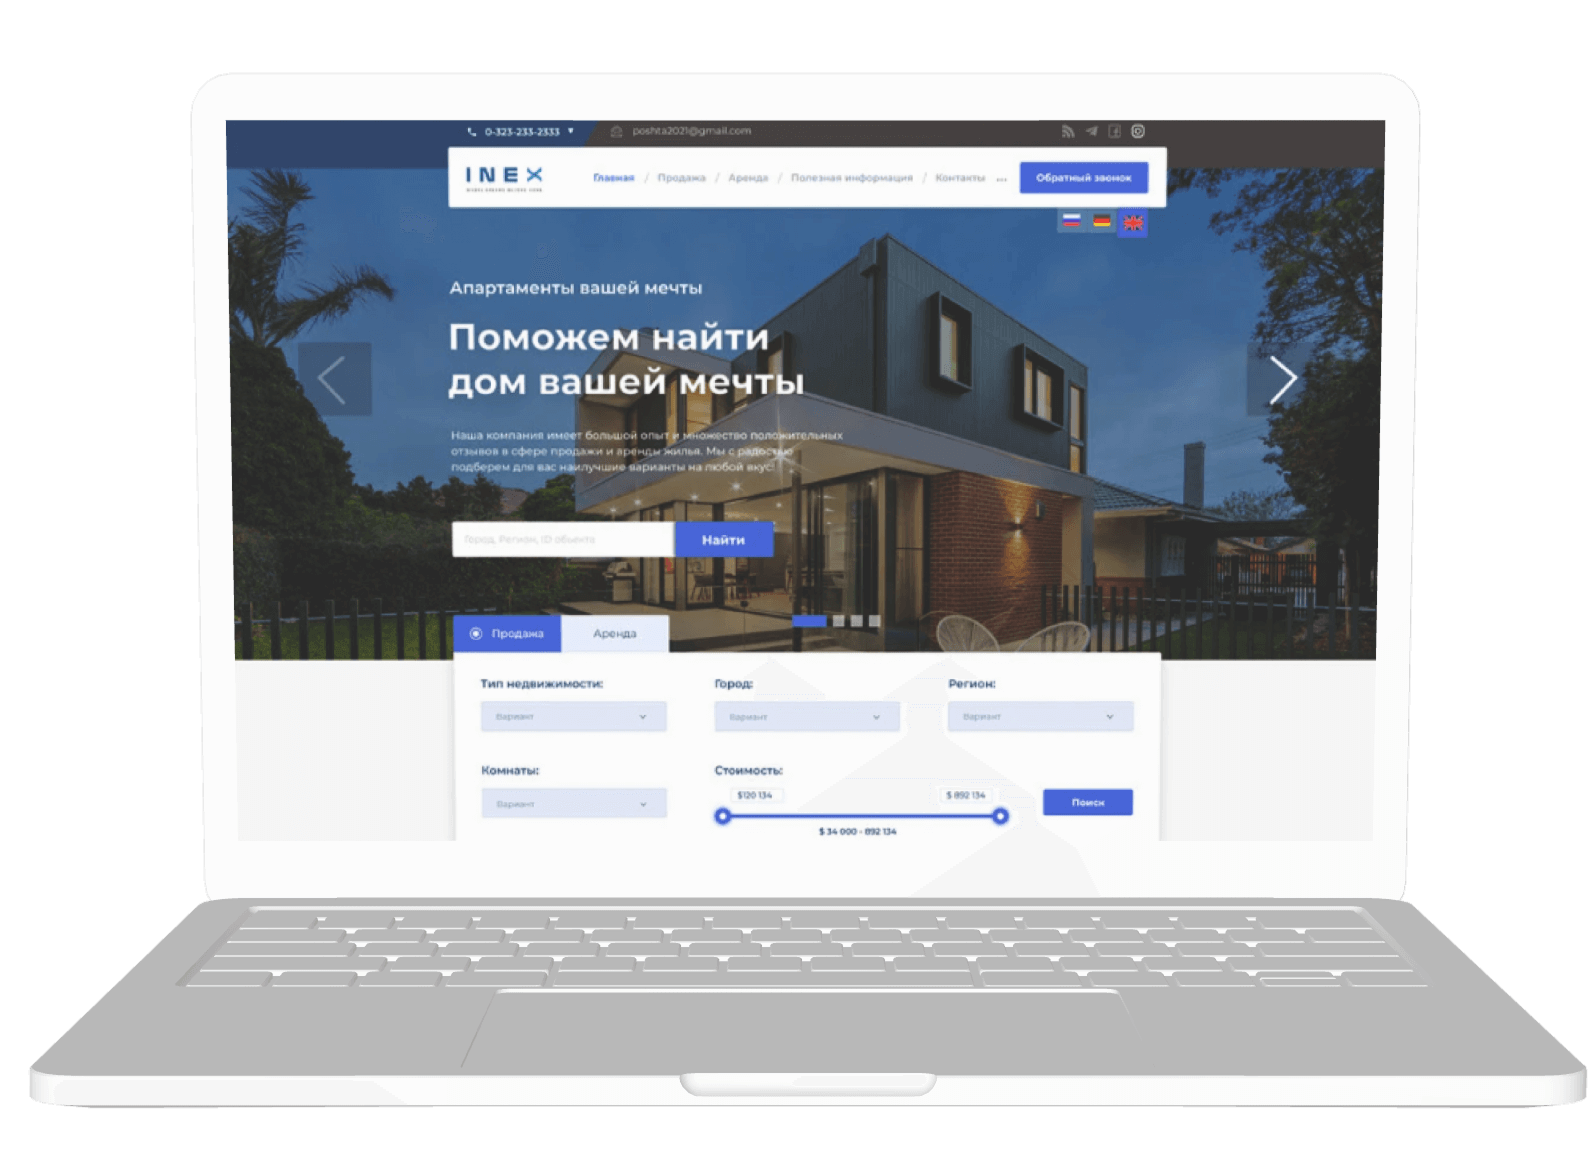 0-323-233-2333
poshta2021@gmail.com
INEX
Главная / Продажа / Аренда / Полезная информация / Контакты ...
Обратный звонок
Апартаменты вашей мечты
Поможем найти
дом вашей мечты
Наша компания имеет большой опыт и множество положительных
отзывов в сфере продажи и аренды жилья. Мы с радостью
подберем для вас наилучшие варианты на любой вкус!
Город, Регион, ID объекта
Найти
Продажа
Аренда
Тип недвижимости:
Город:
Регион:
Вариант
Вариант
Вариант
Комнаты:
Стоимость:
Вариант
$120 134
$ 892 134
Поиск
$ 34 000 - 892 134